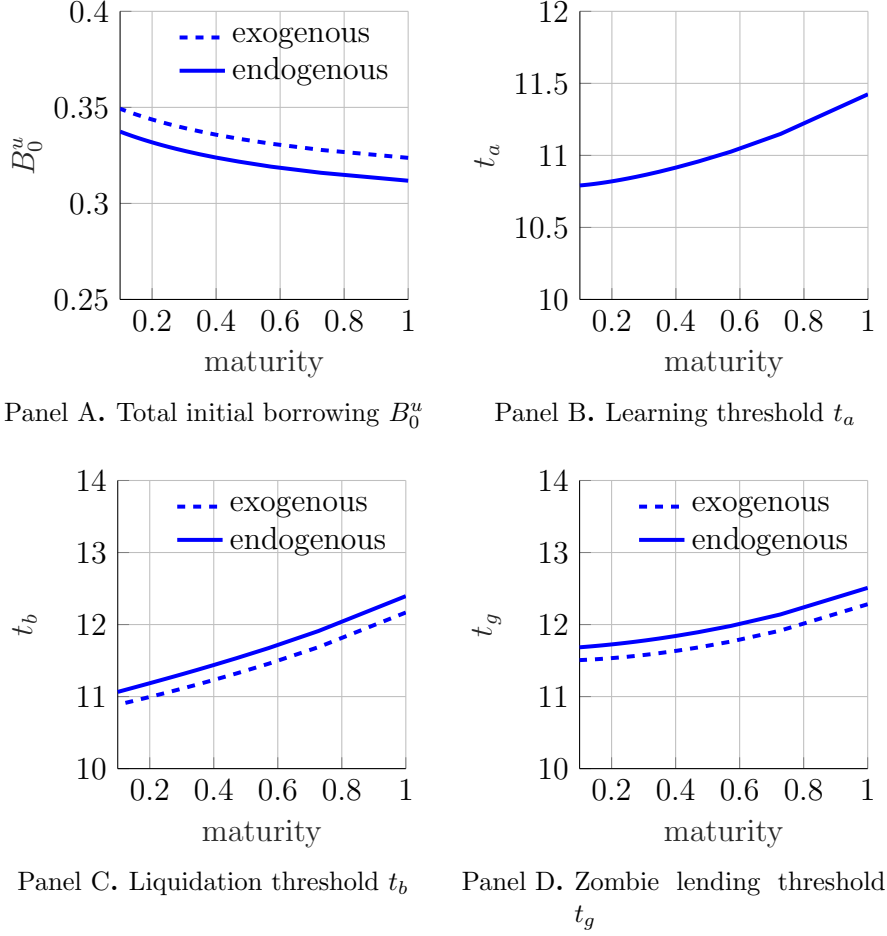 0.4
0.35
0.3
0.25
B_0^u
exogenous
endogenous
0.2 0.4 0.6 0.8 1
maturity
Panel A. Total initial borrowing B_0^u
12
11.5
11
10.5
10
t_a
0.2 0.4 0.6 0.8 1
maturity
Panel B. Learning threshold t_a
14
13
12
11
10
t_b
exogenous
endogenous
0.2 0.4 0.6 0.8 1
maturity
Panel C. Liquidation threshold t_b
14
13
12
11
10
t_g
exogenous
endogenous
0.2 0.4 0.6 0.8 1
maturity
Panel D. Zombie lending threshold
t_g